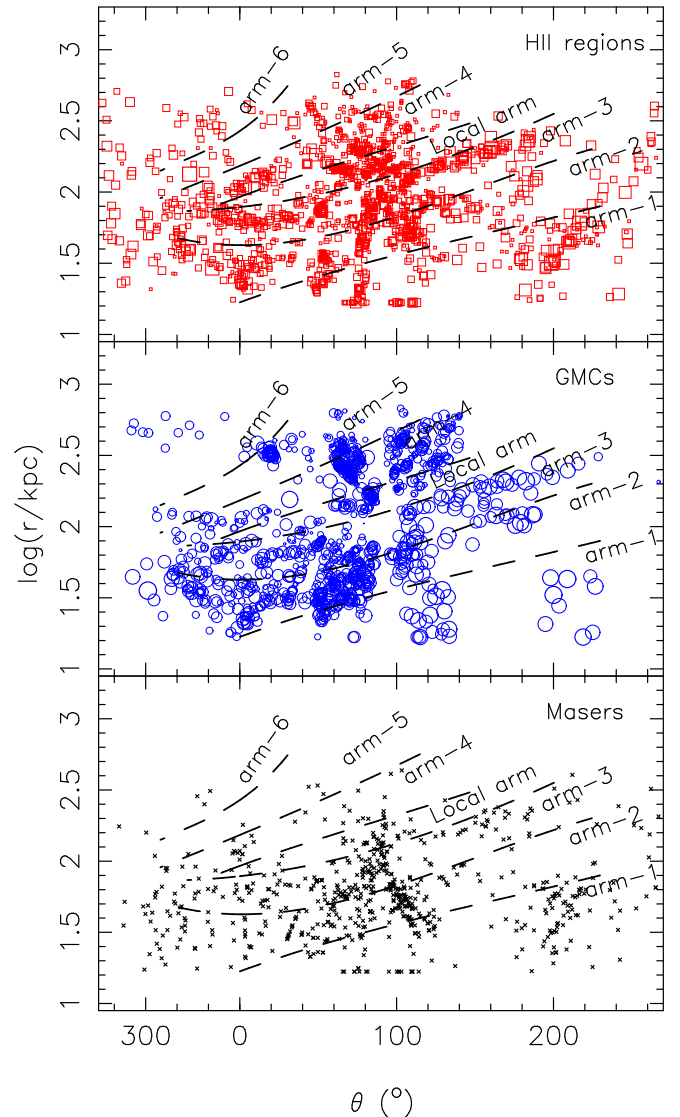 HII regions
arm-6
arm-5
arm-4
Local arm
arm-3
arm-2
arm-1
3
2.5
2
1.5
1
GMCs
arm-6
arm-5
arm-4
Local arm
arm-3
arm-2
arm-1
3
2.5
2
1.5
1
log(r/kpc)
Masers
arm-6
arm-5
arm-4
Local arm
arm-3
arm-2
arm-1
3
2.5
2
1.5
1
300 0 100 200
θ (°)